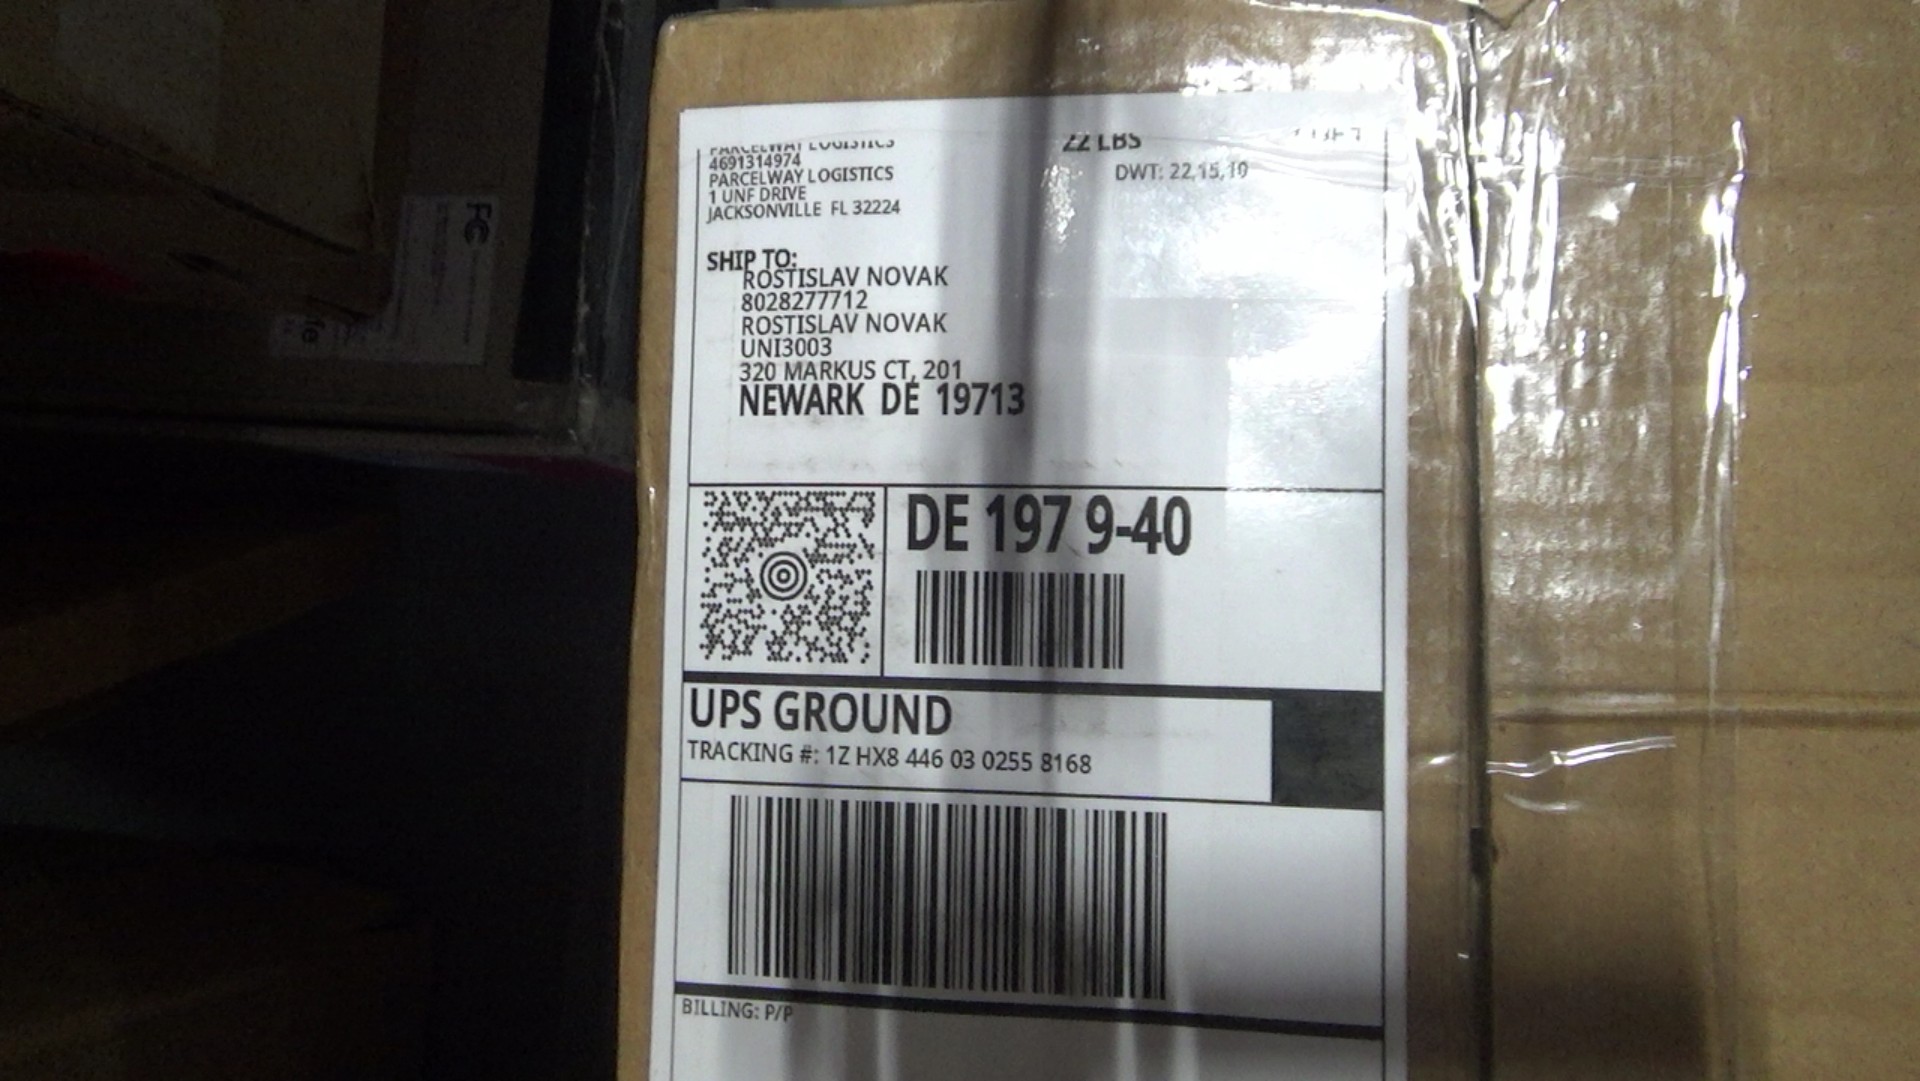 PARCELWAY LOGISTICS
4691314974
PARCELWAY LOGISTICS
1 UNF DRIVE
JACKSONVILLE FL 32224
22 LBS
DWT: 22,15,10
SHIP TO:
ROSTISLAV NOVAK
8028277712
ROSTISLAV NOVAK
UNI3003
320 MARKUS CT, 201
NEWARK DE 19713
DE 197 9-40
UPS GROUND
TRACKING #: 1Z HX8 446 03 0255 8168
BILLING: P/P